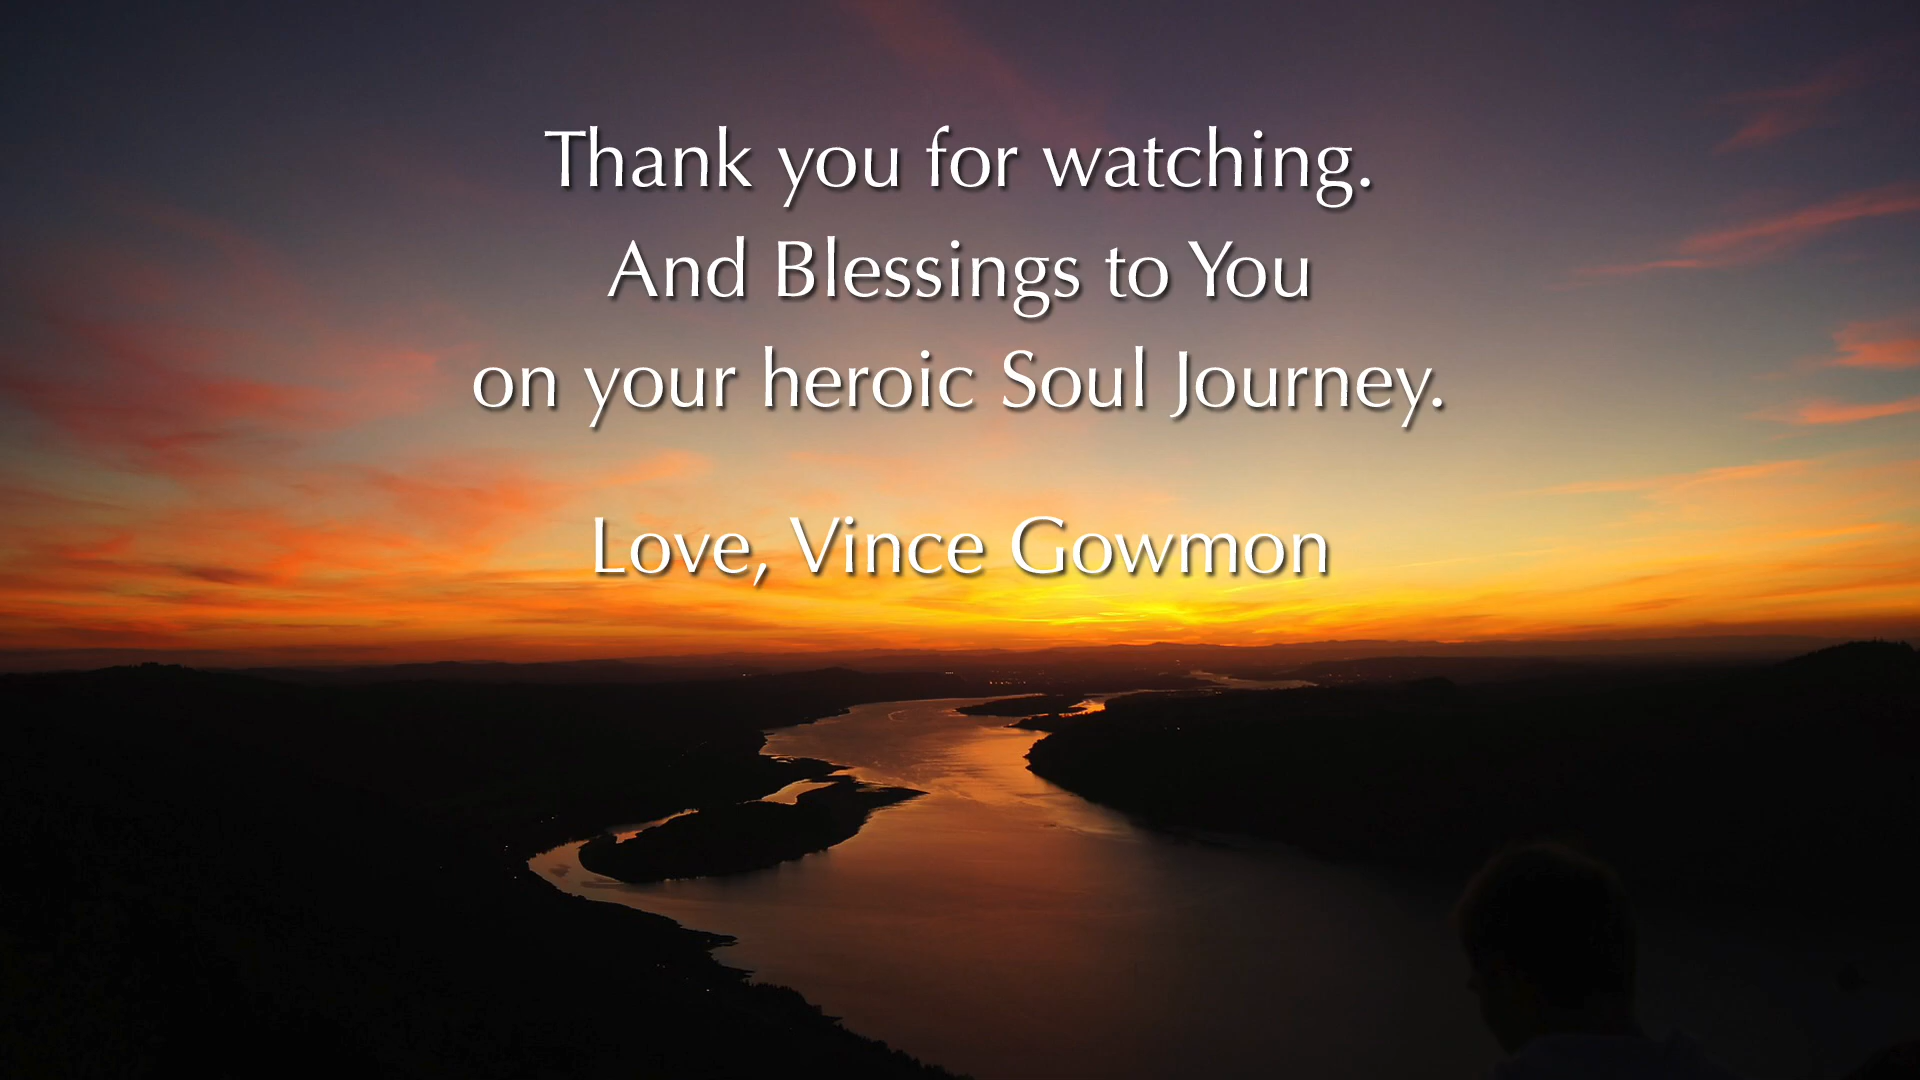 Thank you for watching.
And Blessings to You
on your heroic Soul Journey.
Love, Vince Gowmon